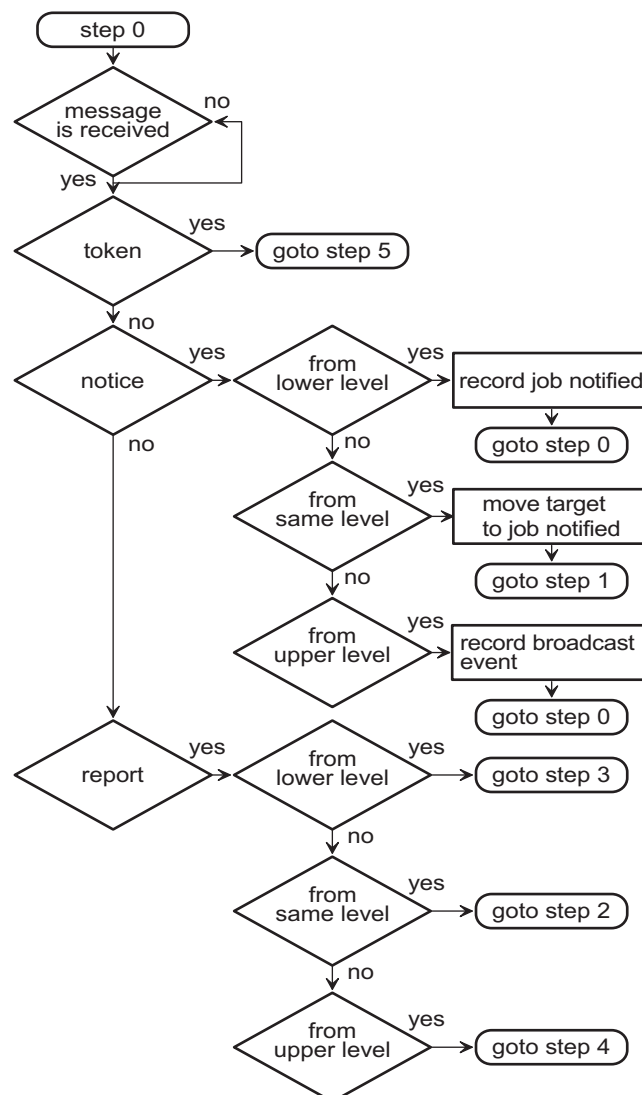 step 0
message
is received
no
yes
token
yes
goto step 5
no
notice
yes
from
lower level
yes
record job notified
goto step 0
no
no
from
same level
yes
move target
to job notified
goto step 1
no
from
upper level
yes
record broadcast
event
goto step 0
report
yes
from
lower level
yes
goto step 3
no
from
same level
yes
goto step 2
no
from
upper level
yes
goto step 4